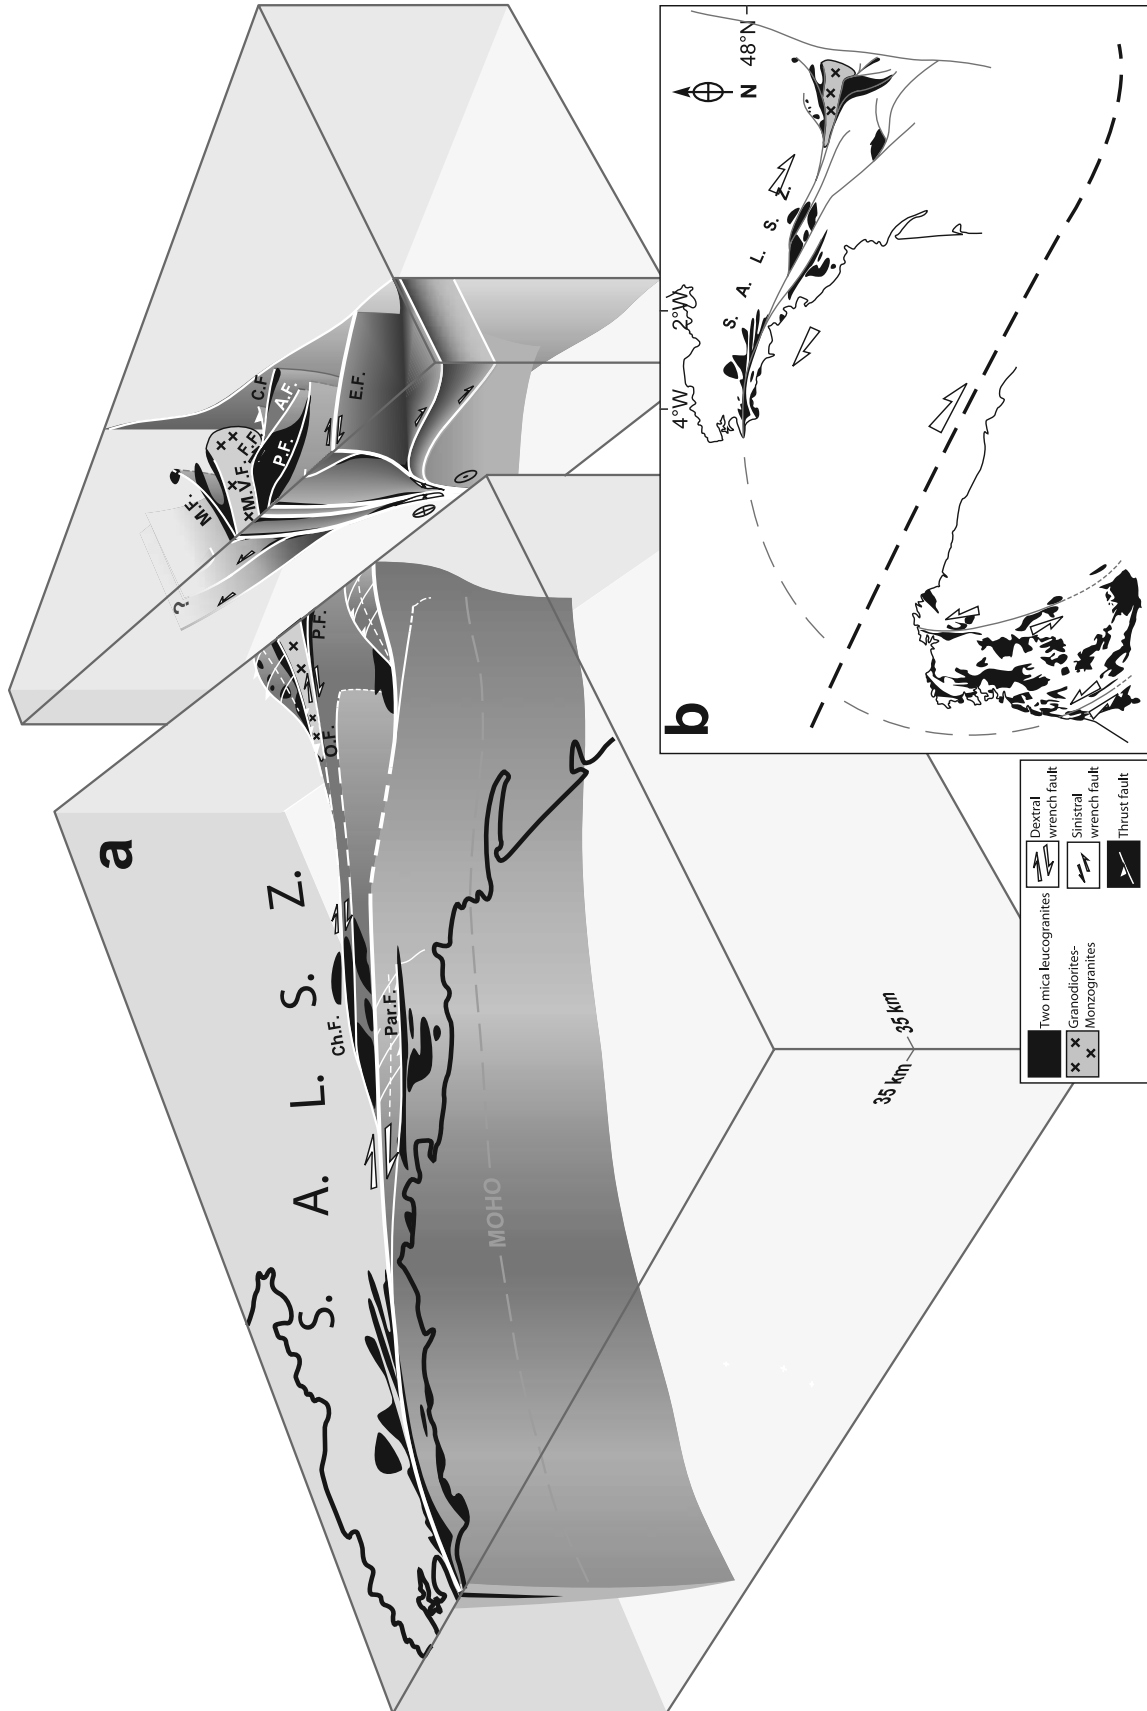 a
S. A. L. S. Z.
MOHO
Ch.F.
Par.F.
O.F.
P.F.
?
M.F.
M.V.F.
F.F.
P.F.
A.F.
C.F.
E.F.
35 km
35 km
b
4°W
2°W
48°N
N
S. A. L. S. Z.
Two mica leucogranites
Granodiorites-
Monzogranites
Dextral
wrench fault
Sinistral
wrench fault
Thrust fault